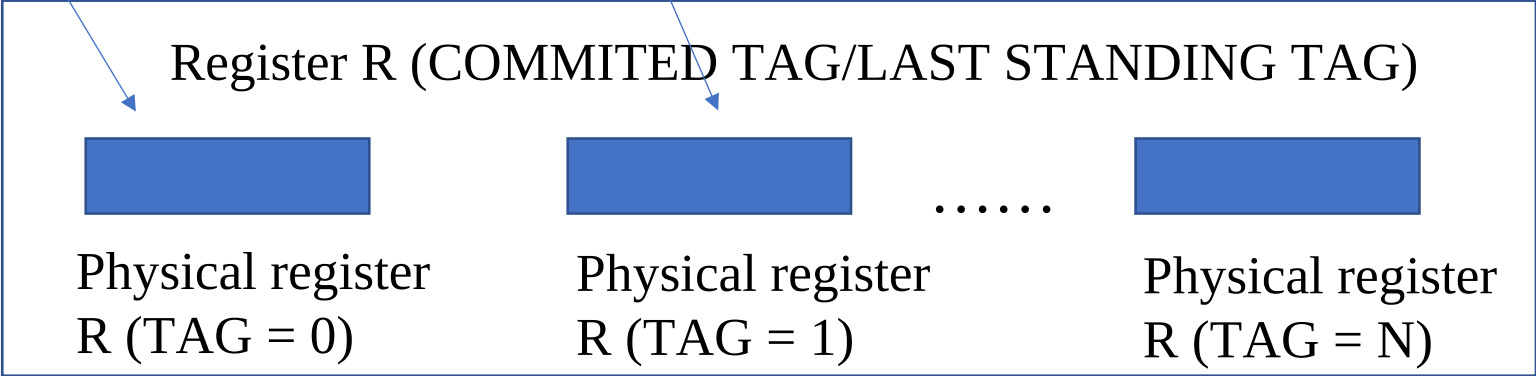 Register R (COMMITED TAG/LAST STANDING TAG)
……
Physical register
R (TAG = 0)
Physical register
R (TAG = 1)
Physical register
R (TAG = N)